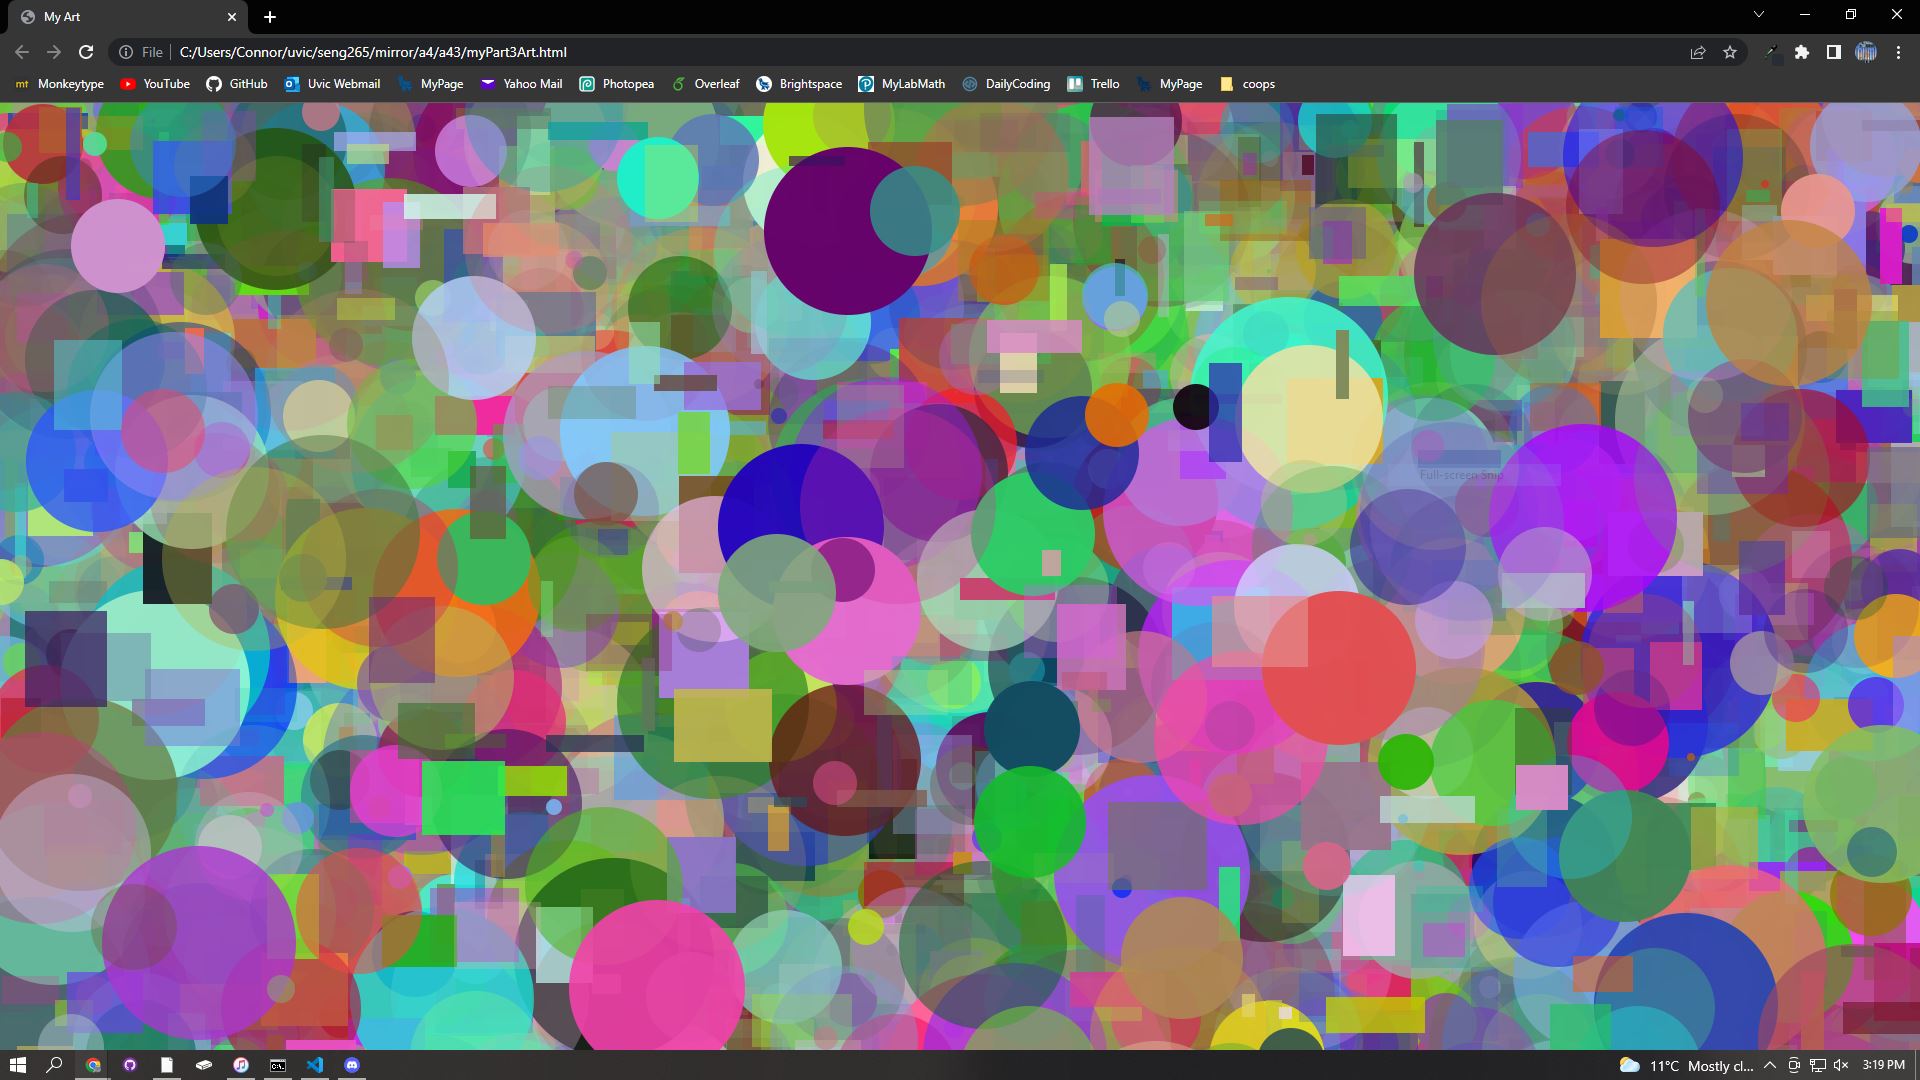 My Art
File C:/Users/Connor/uvic/seng265/mirror/a4/a43/myPart3Art.html
mt Monkeytype YouTube GitHub Uvic Webmail MyPage Yahoo Mail Photopea Overleaf Brightspace MyLabMath DailyCoding Trello MyPage coops
Full-screen Snip
11°C Mostly cl... 3:19 PM